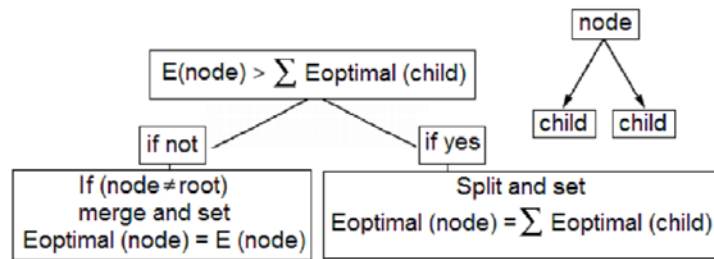 node
E(node) > ∑ Eoptimal (child)
child child
if not
if yes
If (node≠root)
merge and set
Eoptimal (node) = E (node)
Split and set
Eoptimal (node) = ∑ Eoptimal (child)